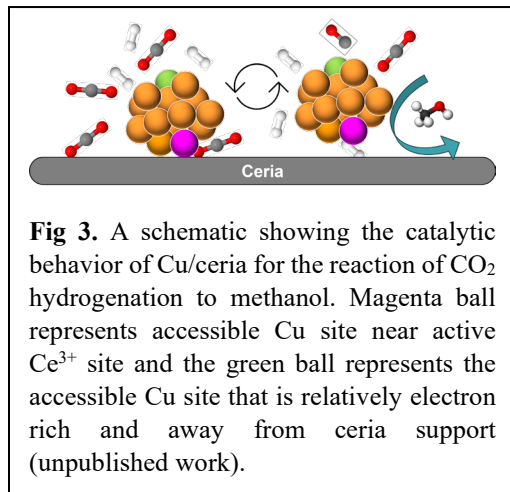 Ceria
Fig 3. A schematic showing the catalytic
behavior of Cu/ceria for the reaction of CO₂
hydrogenation to methanol. Magenta ball
represents accessible Cu site near active
Ce³⁺ site and the green ball represents the
accessible Cu site that is relatively electron
rich and away from ceria support
(unpublished work).